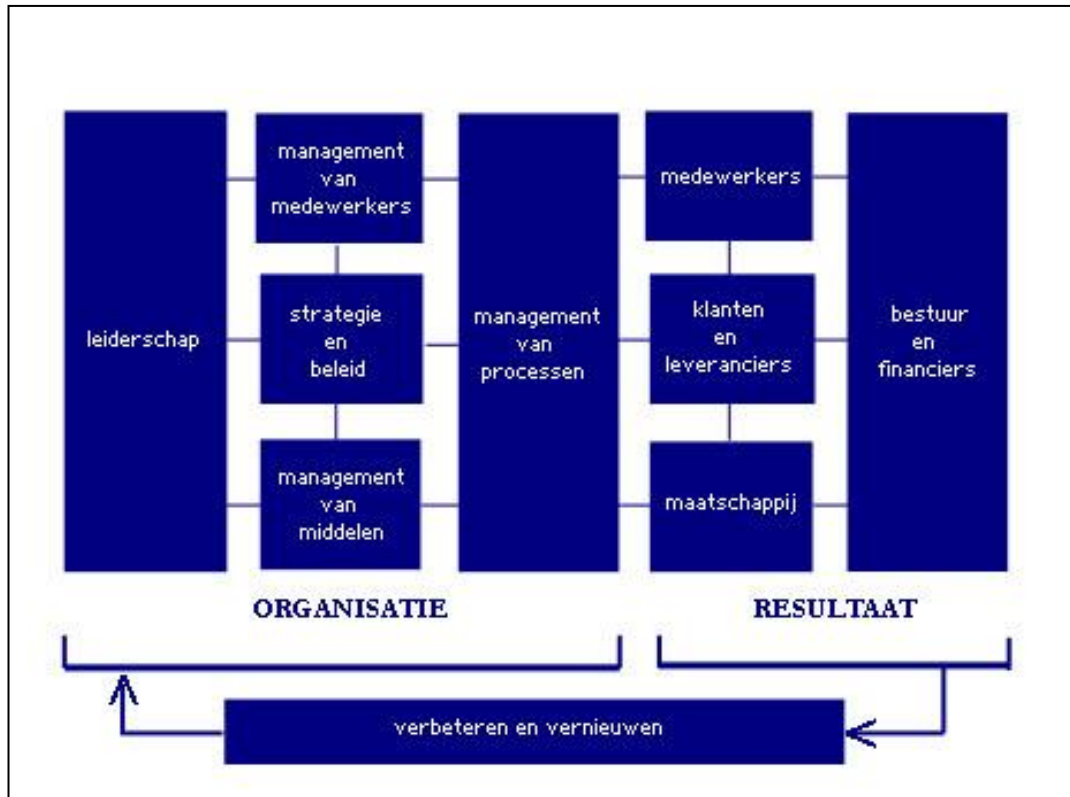 leiderschap
management
van
medewerkers
strategie
en
beleid
management
van
middelen
management
van
processen
medewerkers
klanten
en
leveranciers
maatschappij
bestuur
en
financiers
ORGANISATIE
RESULTAAT
verbeteren en vernieuwen